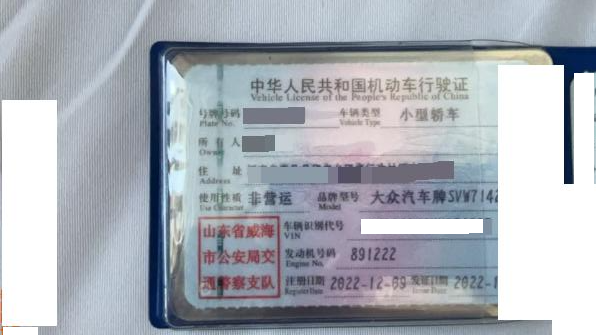 中华人民共和国机动车行驶证
Vehicle License of the People's Republic of China
号牌号码 车辆类型 小型轿车
Plate No. Vehicle Type
所有人
Owner
住址
Address
使用性质 非营运 品牌型号 大众汽车牌SVW7142
Use Character Model
山东省威海
市公安局交
通警察支队
车辆识别代号
VIN
发动机号码 891222
Engine No.
注册日期 2022-12-09 发证日期 2022-1
Register Date Issue Date